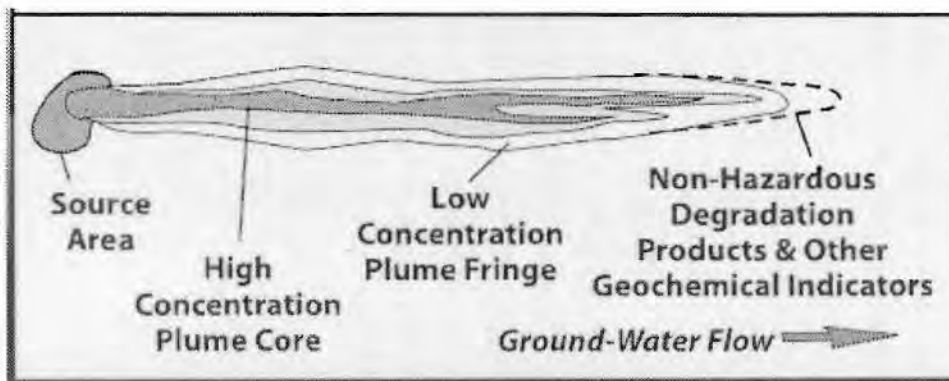 Source
Area
High
Concentration
Plume Core
Low
Concentration
Plume Fringe
Non-Hazardous
Degradation
Products & Other
Geochemical Indicators
Ground-Water Flow